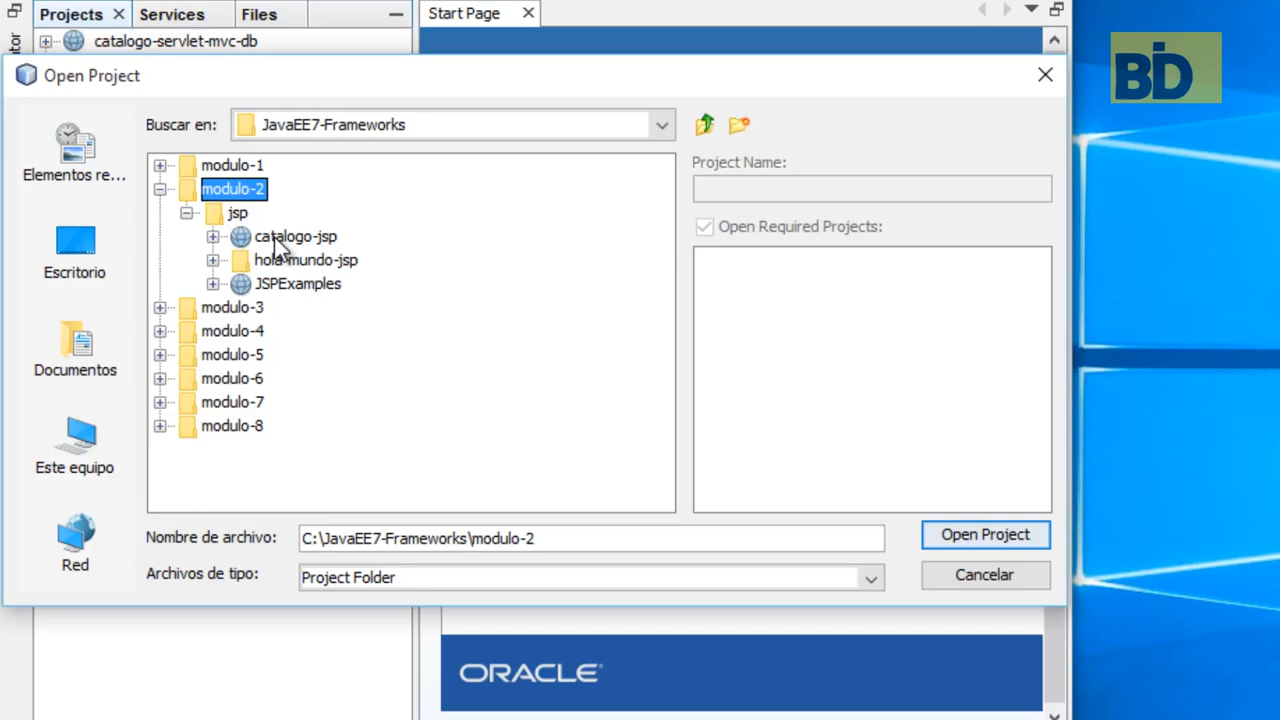 Projects
Services
Files
Start Page
catalogo-servlet-mvc-db
BID
Open Project
Buscar en:
JavaEE7-Frameworks
Elementos re...
Escritorio
Documentos
Este equipo
Red
modulo-1
modulo-2
jsp
catalogo-jsp
hola-mundo-jsp
JSPExamples
modulo-3
modulo-4
modulo-5
modulo-6
modulo-7
modulo-8
Project Name:
Open Required Projects:
Nombre de archivo:
C:\JavaEE7-Frameworks\modulo-2
Open Project
Archivos de tipo:
Project Folder
Cancelar
ORACLE